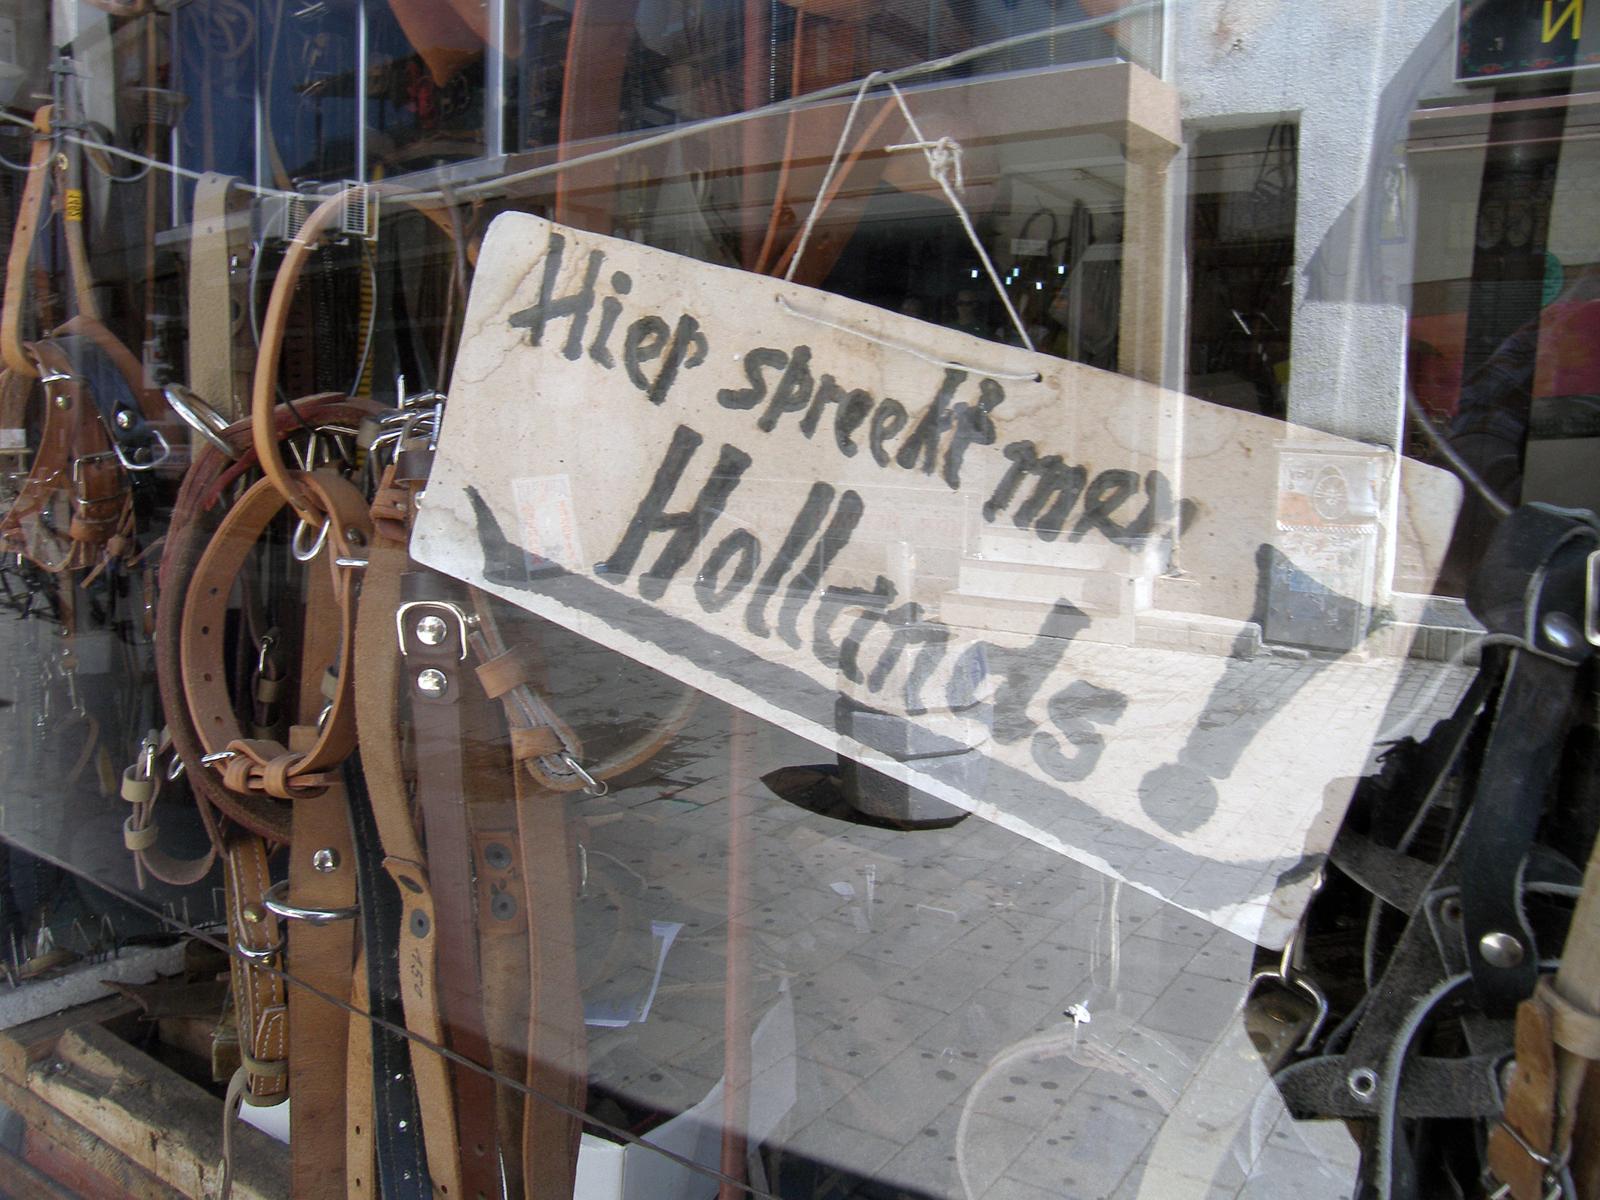 Hier spreekt men
Hollands!